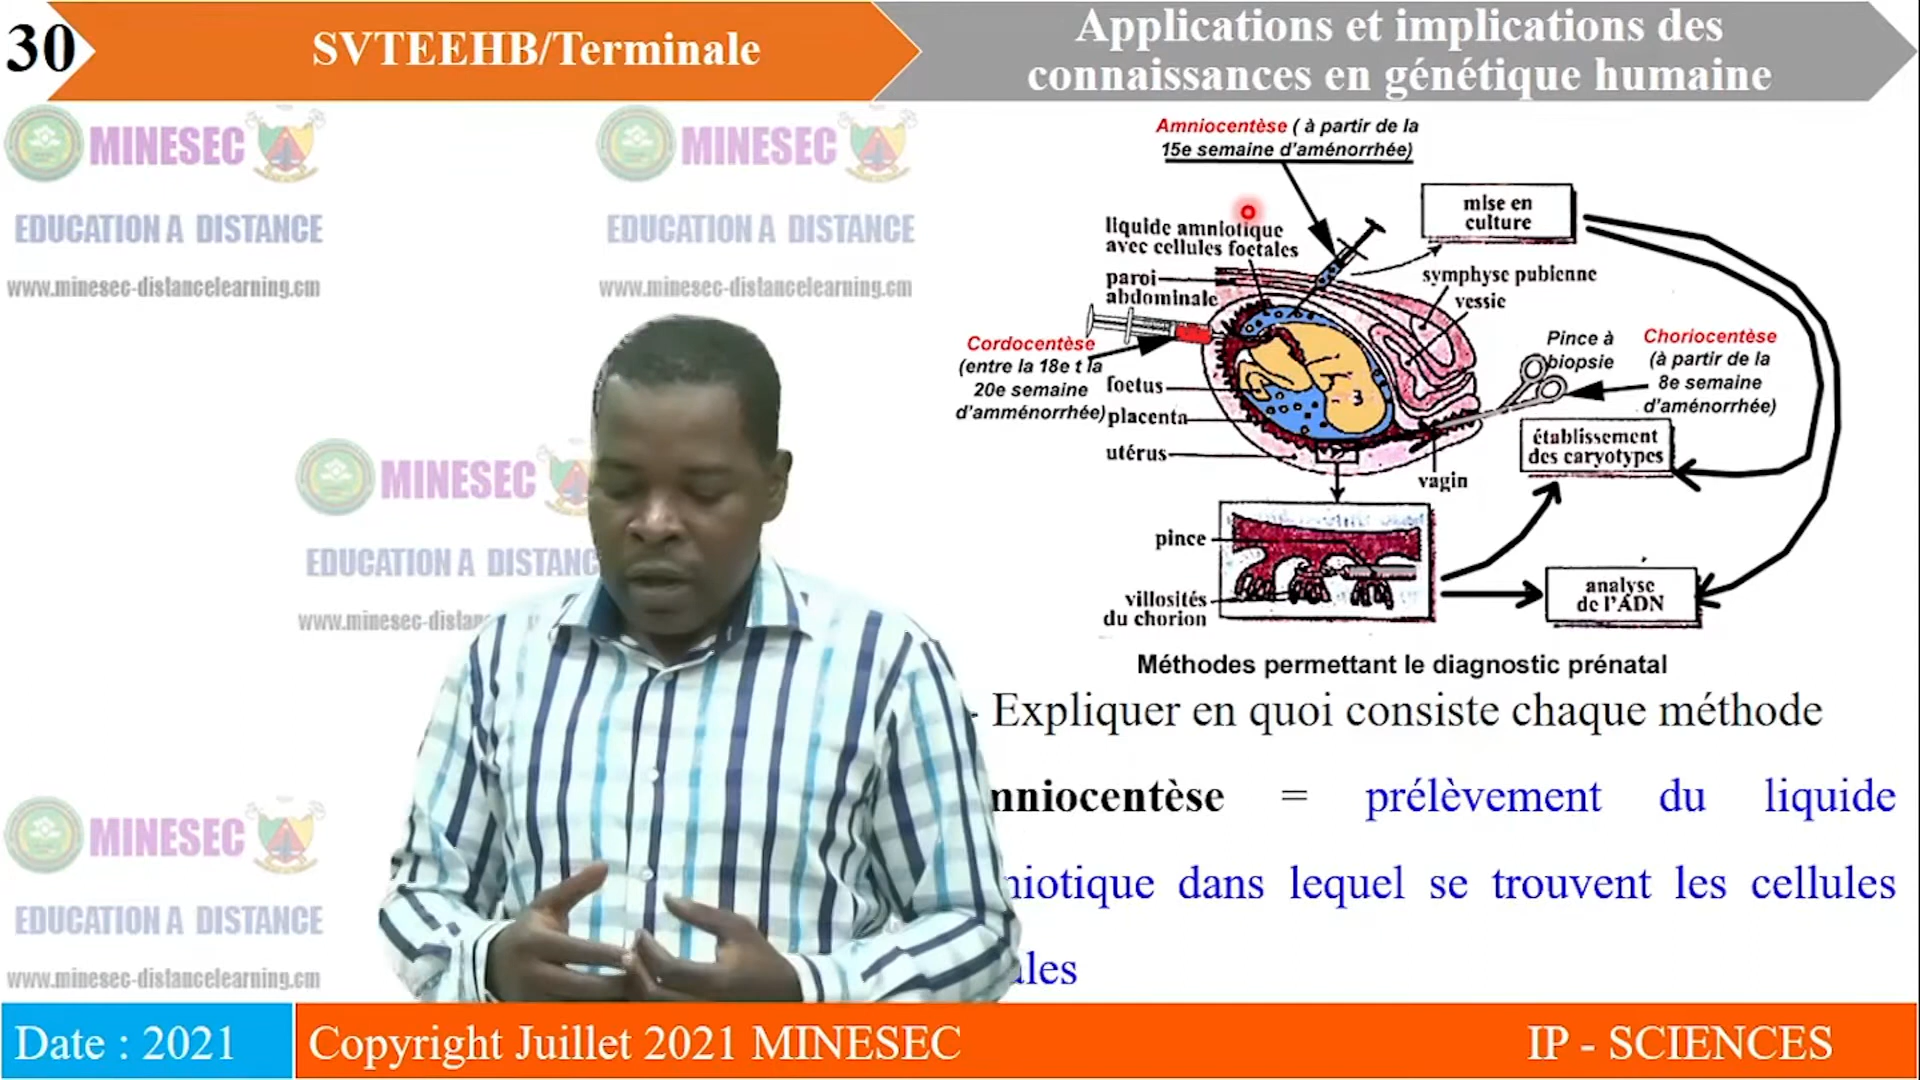 30
SVTEEHB/Terminale
Applications et implications des
connaissances en génétique humaine
MINESEC
EDUCATION A DISTANCE
www.minesec-distancelearning.cm
MINESEC
EDUCATION A DISTANCE
www.minesec-distancelearning.cm
Amniocentèse ( à partir de la
15e semaine d'aménorrhée)
mise en
culture
liquide amniotique
avec cellules foetales
paroi
abdominale
symphyse pubienne
vessie
Cordocentèse
(entre la 18e t la
20e semaine
d'amménorrhée)
Pince à
biopsie
Choriocentèse
(à partir de la
8e semaine
d'aménorrhée)
foetus
placenta
utérus
3
établissement
des caryotypes
vagin
pince
villosités
du chorion
analyse
de l'ADN
MINESEC
EDUCATION A DISTANC
www.minesec-distan
Méthodes permettant le diagnostic prénatal
- Expliquer en quoi consiste chaque méthode
mniocentèse = prélèvement du liquide
niotique dans lequel se trouvent les cellules
ales
MINESEC
EDUCATION A DISTANCE
www.minesec-distancelearning.cm
Date : 2021
Copyright Juillet 2021 MINESEC
IP - SCIENCES